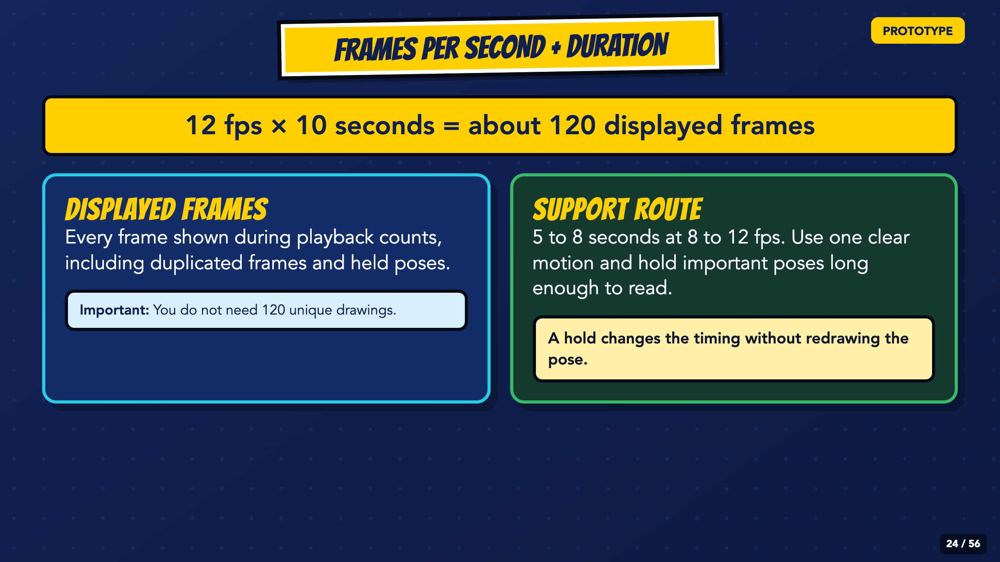 FRAMES PER SECOND + DURATION
PROTOTYPE
12 fps × 10 seconds = about 120 displayed frames
DISPLAYED FRAMES
Every frame shown during playback counts,
including duplicated frames and held poses.
Important: You do not need 120 unique drawings.
SUPPORT ROUTE
5 to 8 seconds at 8 to 12 fps. Use one clear
motion and hold important poses long
enough to read.
A hold changes the timing without redrawing the
pose.
24 / 56